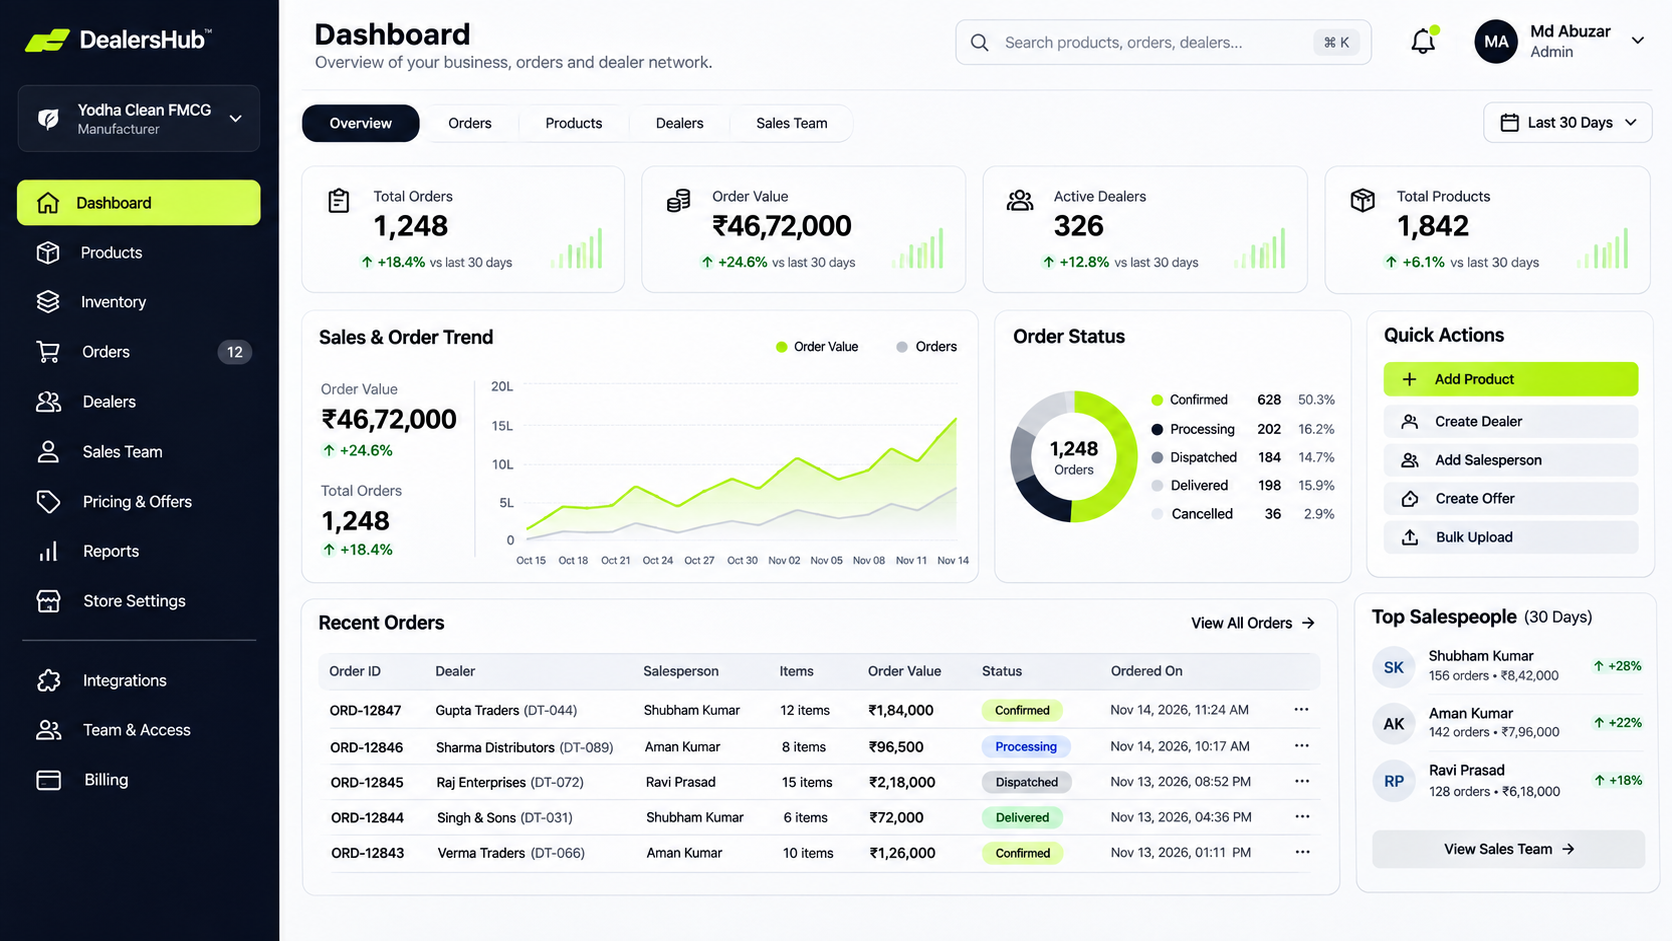 DealersHub™
Yodha Clean FMCG
Manufacturer
Dashboard
Products
Inventory
Orders 12
Dealers
Sales Team
Pricing & Offers
Reports
Store Settings
Integrations
Team & Access
Billing
Dashboard
Overview of your business, orders and dealer network.
Search products, orders, dealers... ⌘ K
MA
Md Abuzar
Admin
Overview Orders Products Dealers Sales Team
Last 30 Days
Total Orders
1,248
↑ +18.4% vs last 30 days
Order Value
₹46,72,000
↑ +24.6% vs last 30 days
Active Dealers
326
↑ +12.8% vs last 30 days
Total Products
1,842
↑ +6.1% vs last 30 days
Sales & Order Trend
Order Value Orders
Order Value
₹46,72,000
↑ +24.6%
Total Orders
1,248
↑ +18.4%
20L
15L
10L
5L
0
Oct 15 Oct 18 Oct 21 Oct 24 Oct 27 Oct 30 Nov 02 Nov 05 Nov 08 Nov 11 Nov 14
Order Status
1,248
Orders
Confirmed 628 50.3%
Processing 202 16.2%
Dispatched 184 14.7%
Delivered 198 15.9%
Cancelled 36 2.9%
Quick Actions
+ Add Product
Create Dealer
Add Salesperson
Create Offer
Bulk Upload
Recent Orders
View All Orders →
Order ID Dealer Salesperson Items Order Value Status Ordered On
ORD-12847 Gupta Traders (DT-044) Shubham Kumar 12 items ₹1,84,000 Confirmed Nov 14, 2026, 11:24 AM ...
ORD-12846 Sharma Distributors (DT-089) Aman Kumar 8 items ₹96,500 Processing Nov 14, 2026, 10:17 AM ...
ORD-12845 Raj Enterprises (DT-072) Ravi Prasad 15 items ₹2,18,000 Dispatched Nov 13, 2026, 08:52 PM ...
ORD-12844 Singh & Sons (DT-031) Shubham Kumar 6 items ₹72,000 Delivered Nov 13, 2026, 04:36 PM ...
ORD-12843 Verma Traders (DT-066) Aman Kumar 10 items ₹1,26,000 Confirmed Nov 13, 2026, 01:11 PM ...
Top Salespeople (30 Days)
SK
Shubham Kumar
156 orders • ₹8,42,000
↑ +28%
AK
Aman Kumar
142 orders • ₹7,96,000
↑ +22%
RP
Ravi Prasad
128 orders • ₹6,18,000
↑ +18%
View Sales Team →